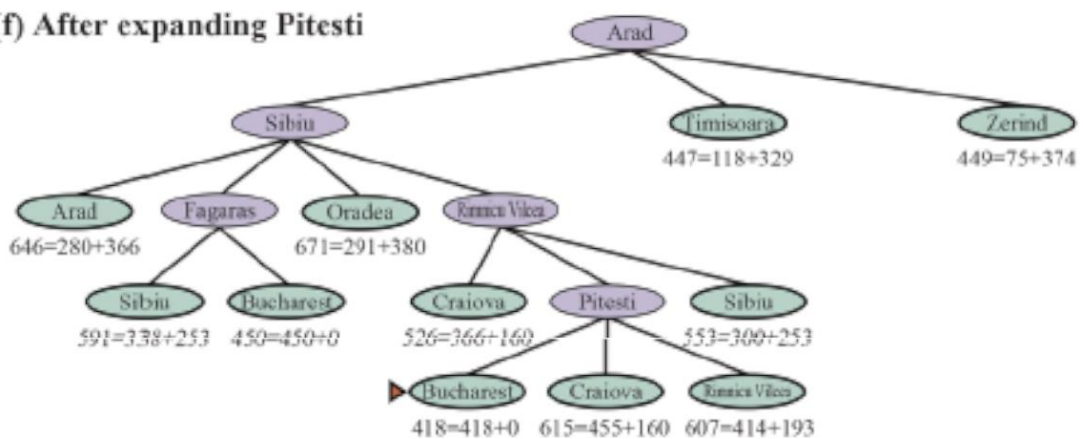 (f) After expanding Pitesti
Arad
Sibiu Timisoara Zerind
447=118+329 449=75+374
Arad Fagaras Oradea Rimnicu Vilcea
646=280+366 671=291+380
Sibiu Bucharest Craiova Pitesti Sibiu
591=338+253 450=450+0 526=366+160 553=300+253
Bucharest Craiova Rimnicu Vilcea
418=418+0 615=455+160 607=414+193